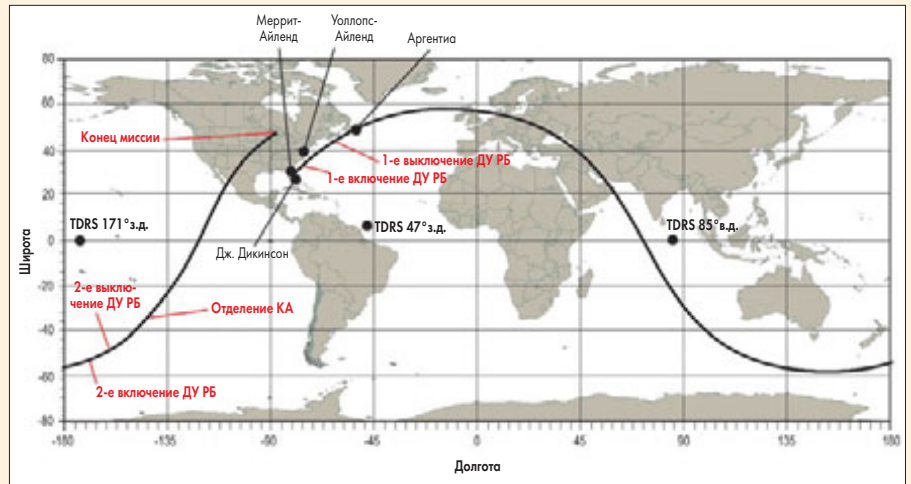 Меррит-
Айленд
Уоллопс-
Айленд
Аргентиа
80
60
40
20
0
-20
-40
-60
-80
Широта
Конец миссии
1-е выключение ДУ РБ
1-е включение ДУ РБ
TDRS 171°з.д.
TDRS 47°з.д.
TDRS 85°в.д.
Дж. Дикинсон
2-е выклю-
чение ДУ РБ
Отделение КА
2-е включение ДУ РБ
-180
-135
-90
-45
0
45
90
135
180
Долгота